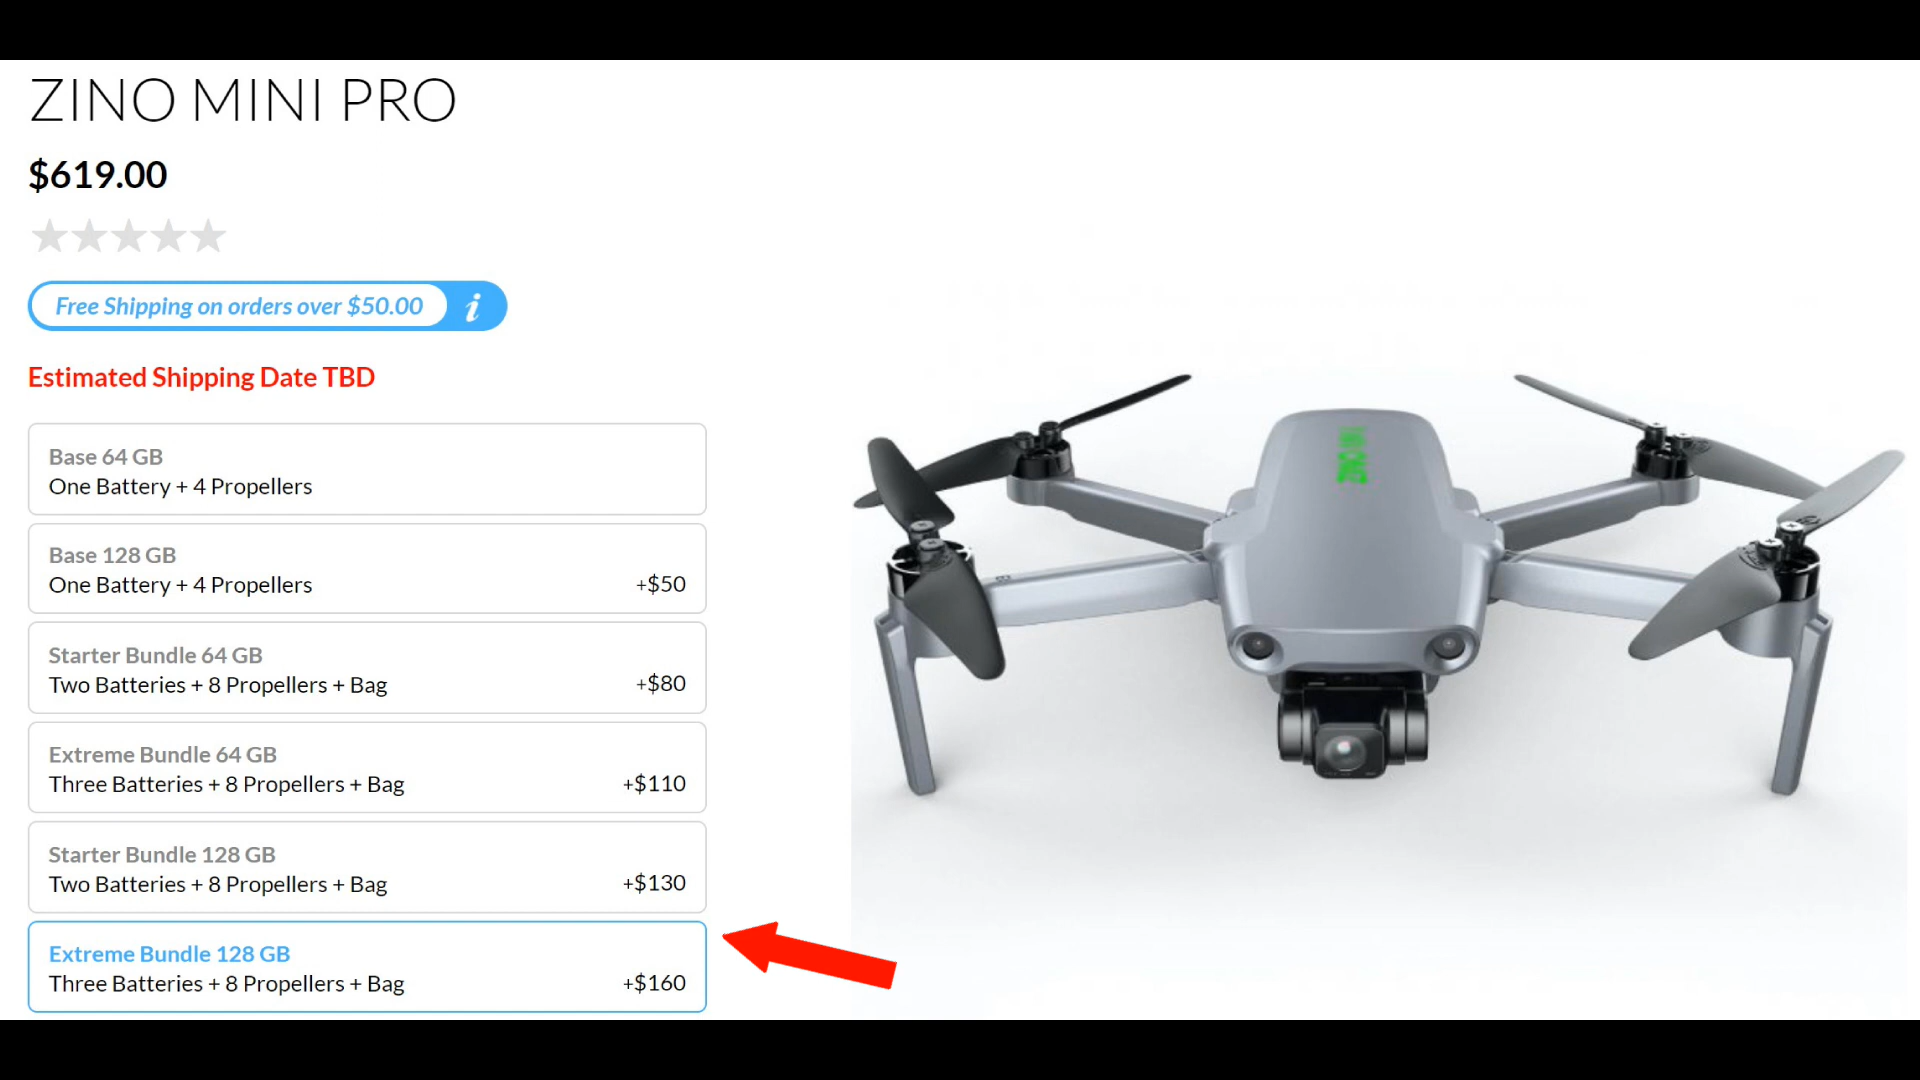 ZINO MINI PRO
$619.00
Free Shipping on orders over $50.00 i
Estimated Shipping Date TBD
Base 64 GB
One Battery + 4 Propellers
Base 128 GB
One Battery + 4 Propellers +$50
Starter Bundle 64 GB
Two Batteries + 8 Propellers + Bag +$80
Extreme Bundle 64 GB
Three Batteries + 8 Propellers + Bag +$110
Starter Bundle 128 GB
Two Batteries + 8 Propellers + Bag +$130
Extreme Bundle 128 GB
Three Batteries + 8 Propellers + Bag +$160